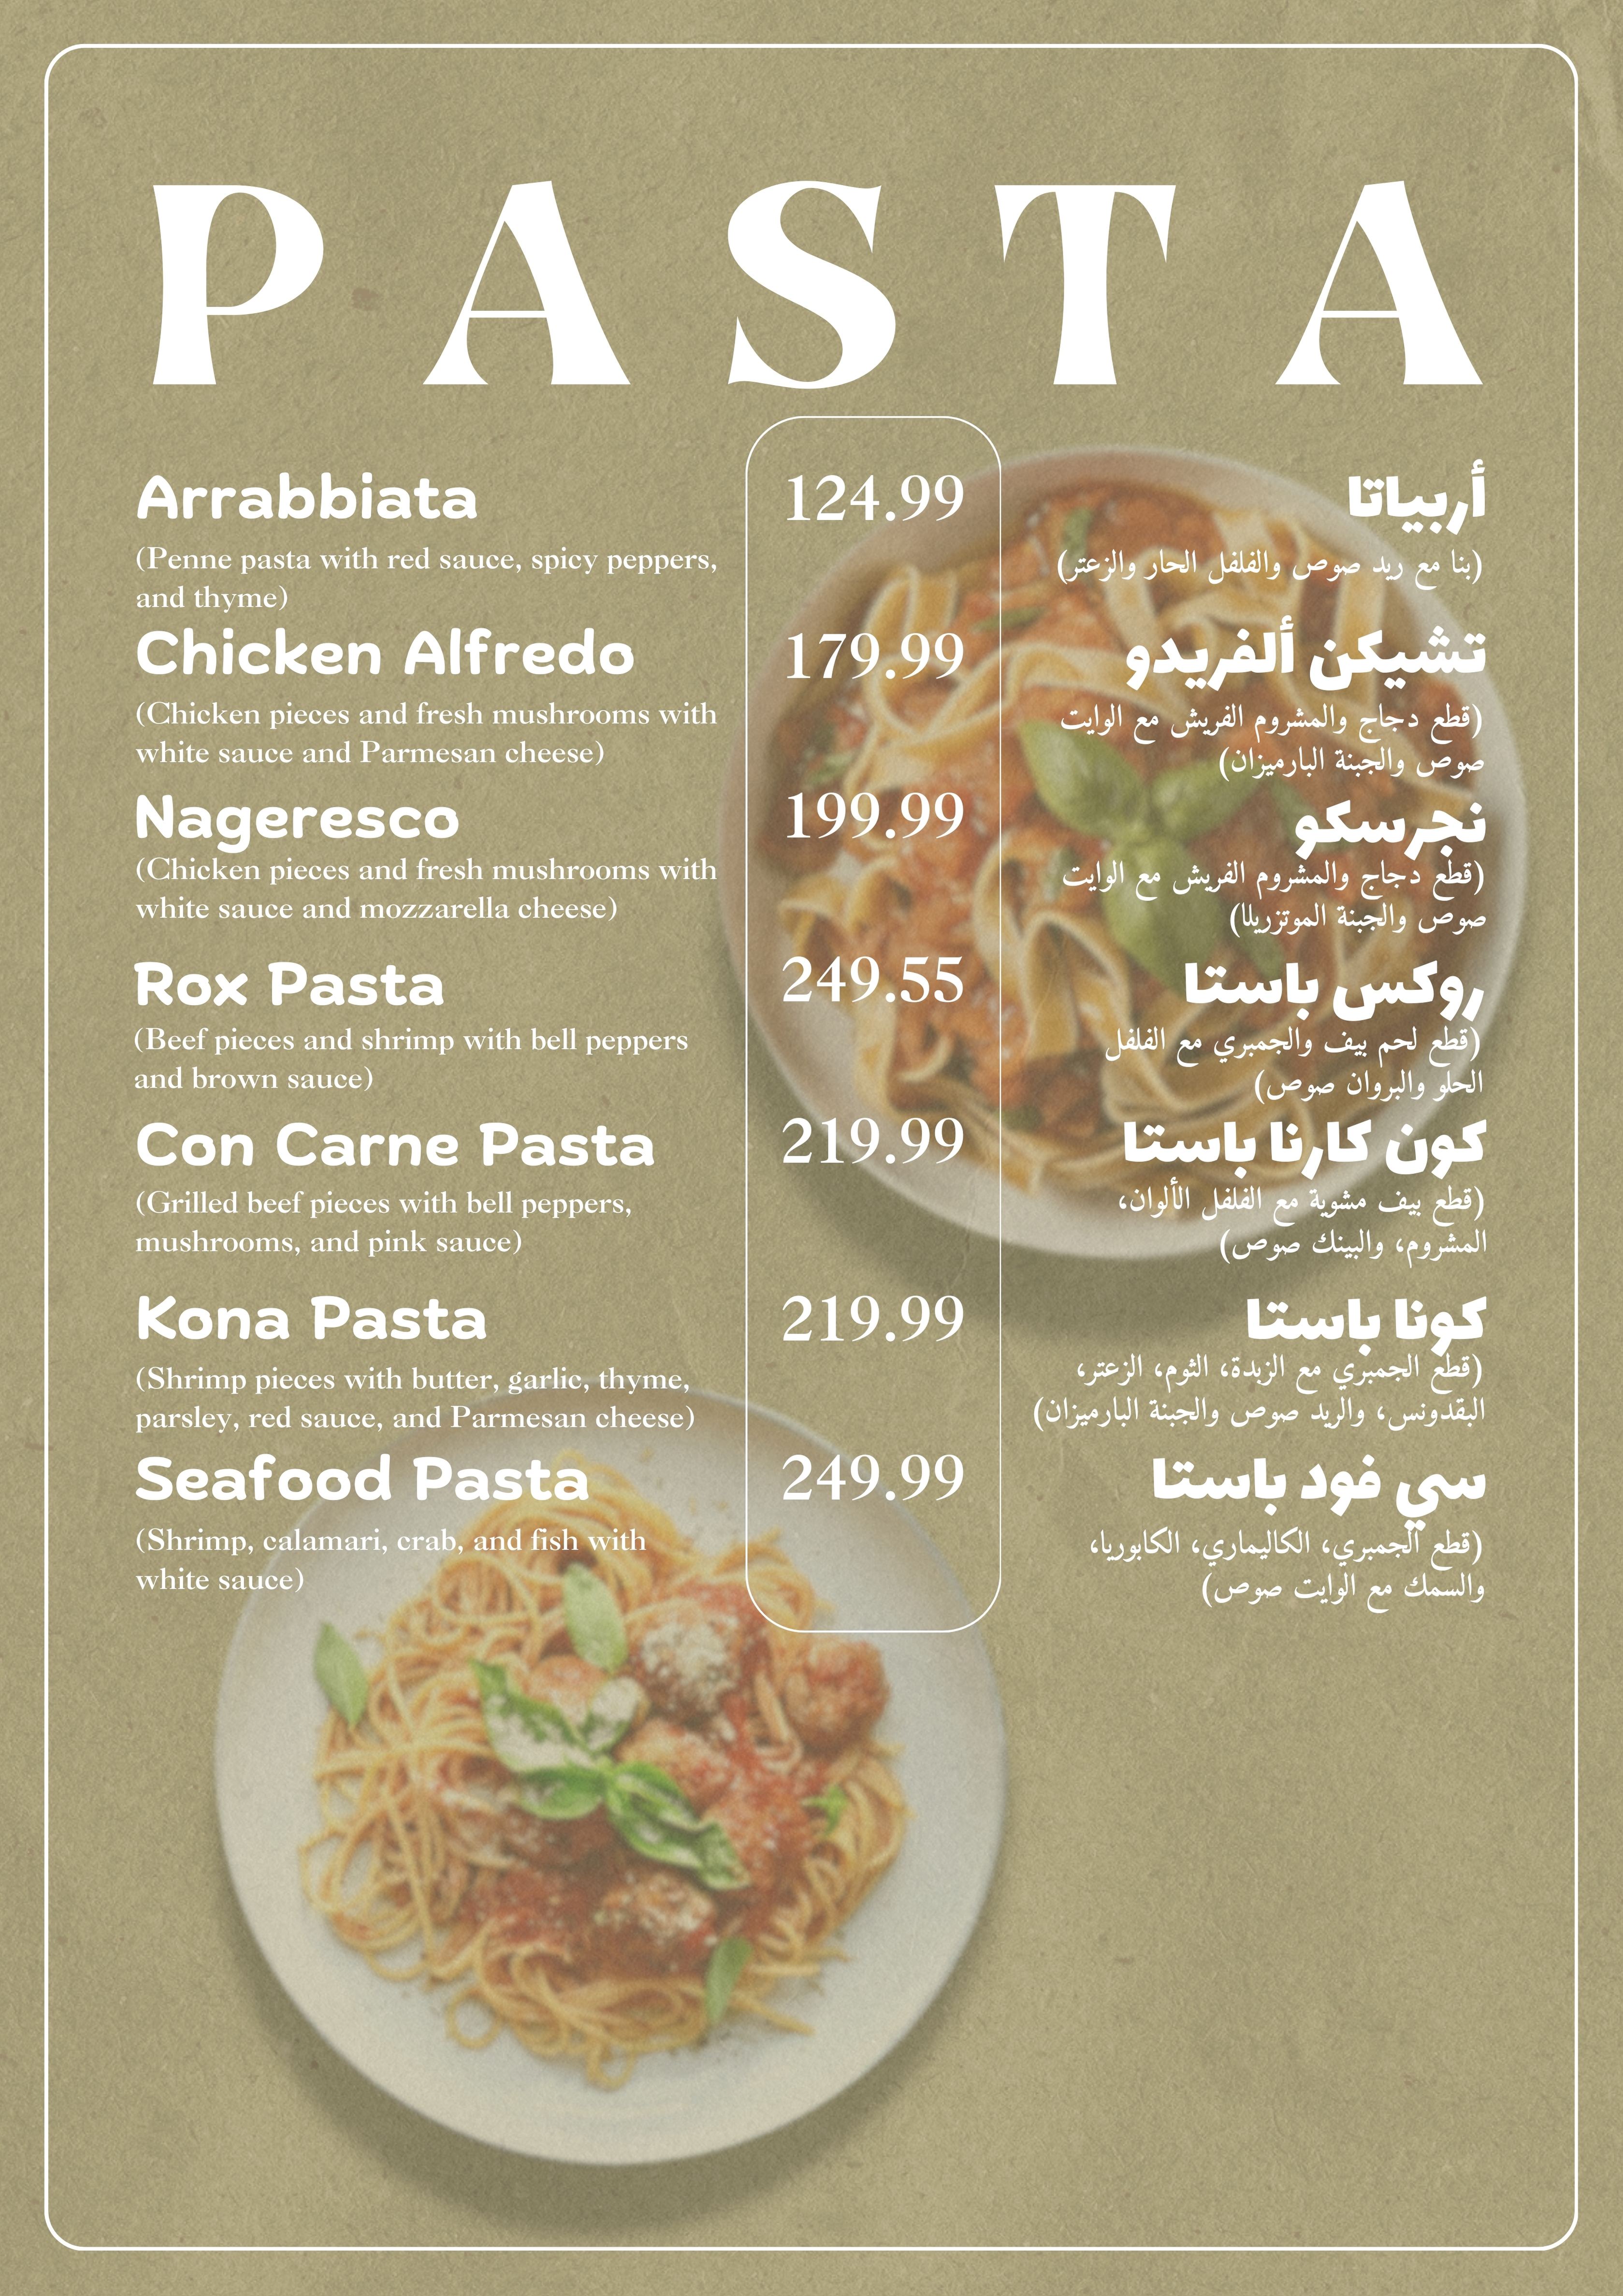 PASTA
Arrabbiata 124.99 أربياتا
(Penne pasta with red sauce, spicy peppers,
and thyme)
(بنا مع ريد صوص والفلفل الحار والزعتر)
Chicken Alfredo 179.99 تشيكن ألفريدو
(Chicken pieces and fresh mushrooms with
white sauce and Parmesan cheese)
(قطع دجاج والمشروم الفريش مع الوايت
صوص والجبنة البارميزان)
Nageresco 199.99 نجرسكو
(Chicken pieces and fresh mushrooms with
white sauce and mozzarella cheese)
(قطع دجاج والمشروم الفريش مع الوايت
صوص والجبنة الموتزريلا)
Rox Pasta 249.55 روكس باستا
(Beef pieces and shrimp with bell peppers
and brown sauce)
(قطع لحم بيف والجمبري مع الفلفل
الحلو والبروان صوص)
Con Carne Pasta 219.99 كون كارنا باستا
(Grilled beef pieces with bell peppers,
mushrooms, and pink sauce)
(قطع بيف مشوية مع الفلفل الألوان،
المشروم، والبينك صوص)
Kona Pasta 219.99 كونا باستا
(Shrimp pieces with butter, garlic, thyme,
parsley, red sauce, and Parmesan cheese)
(قطع الجمبري مع الزبدة، الثوم، الزعتر،
البقدونس، والريد صوص والجبنة البارميزان)
Seafood Pasta 249.99 سي فود باستا
(Shrimp, calamari, crab, and fish with
white sauce)
(قطع الجمبري، الكاليماري، الكابوريا،
والسمك مع الوايت صوص)